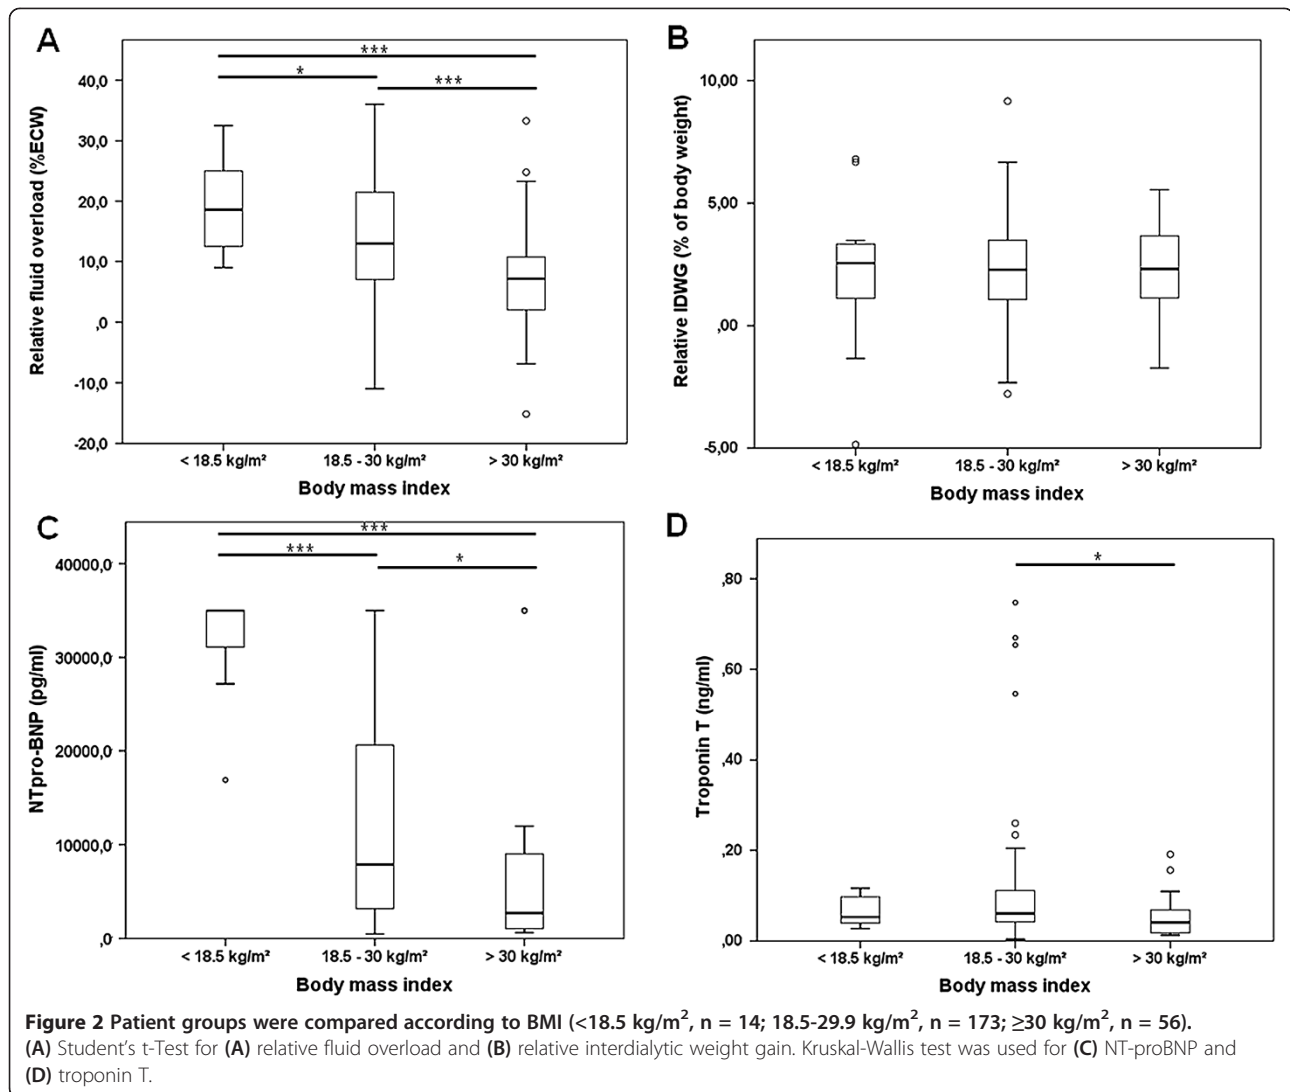 A
***
*
***
40,0
30,0
20,0
10,0
,0
-10,0
-20,0
Relative fluid overload (%ECW)
< 18.5 kg/m²
18.5 - 30 kg/m²
> 30 kg/m²
Body mass index
B
10,00
5,00
,00
-5,00
Relative IDWG (% of body weight)
< 18.5 kg/m²
18.5 - 30 kg/m²
> 30 kg/m²
Body mass index
C
***
***
*
40000,0
30000,0
20000,0
10000,0
,0
NTpro-BNP (pg/ml)
< 18.5 kg/m²
18.5 - 30 kg/m²
> 30 kg/m²
Body mass index
D
*
,80
,60
,40
,20
,00
Troponin T (ng/ml)
< 18.5 kg/m²
18.5 - 30 kg/m²
> 30 kg/m²
Body mass index
Figure 2 Patient groups were compared according to BMI (<18.5 kg/m², n = 14; 18.5-29.9 kg/m², n = 173; ≥30 kg/m², n = 56).
(A) Student's t-Test for (A) relative fluid overload and (B) relative interdialytic weight gain. Kruskal-Wallis test was used for (C) NT-proBNP and
(D) troponin T.